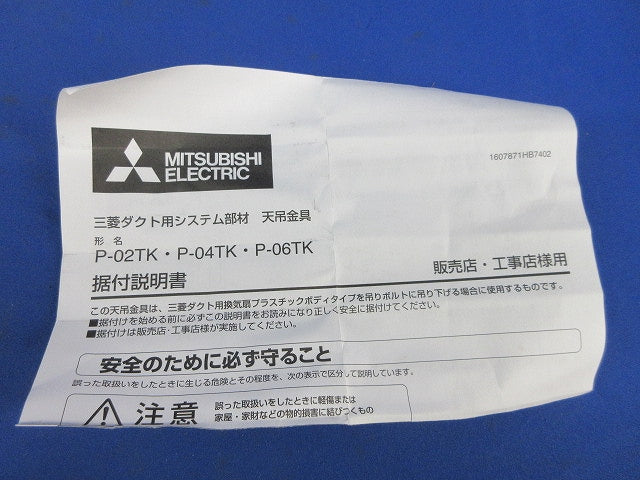 MITSUBISHI
ELECTRIC
1607871HB7402
三菱ダクト用システム部材 天吊金具
形名
P-02TK・P-04TK・P-06TK
据付説明書
販売店・工事店様用
この天吊金具は、三菱ダクト用換気扇プラスチックボディタイプを吊りボルトに吊り下げる場合に使用するものです。
■据付けを始める前に必ずこの説明書をお読みになり正しく安全に据付けてください。
■据付けは販売店・工事店様が実施してください。
安全のために必ず守ること
誤った取扱いをしたときに生じる危険とその程度を、次の表示で区分して説明しています。
注意
誤った取扱いをしたときに軽傷または
家屋・家財などの物的損害に結びつくもの